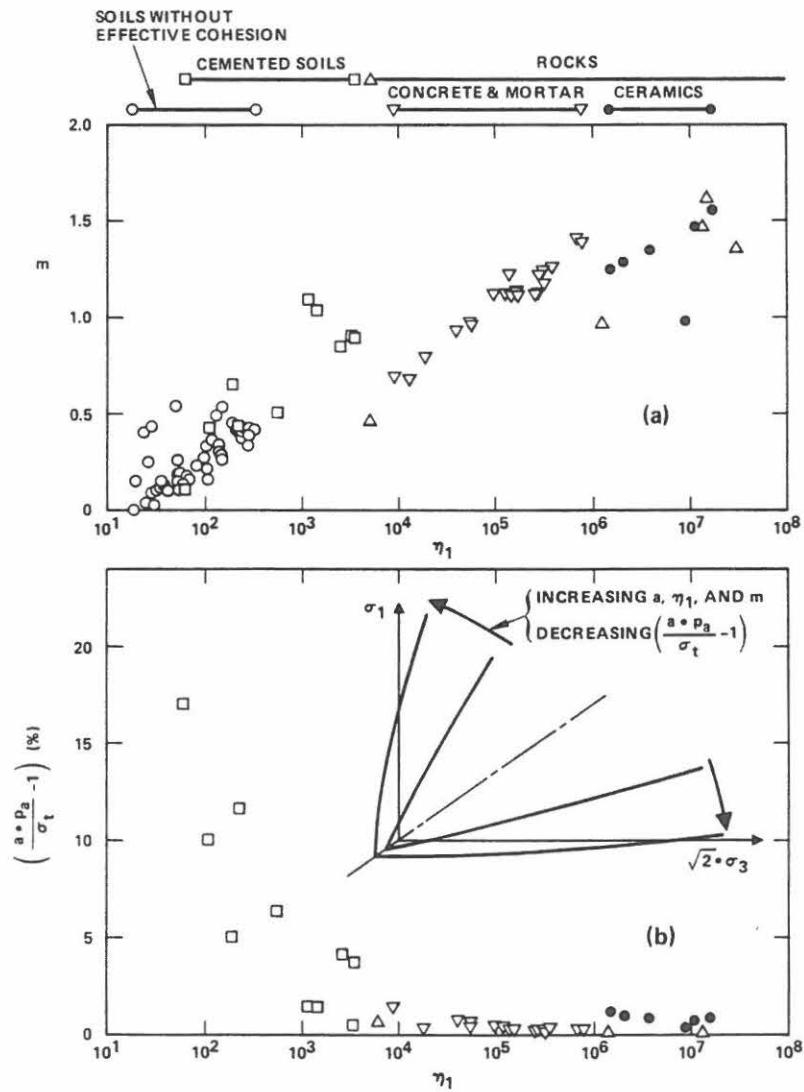 SOILS WITHOUT
EFFECTIVE COHESION
CEMENTED SOILS
ROCKS
CONCRETE & MORTAR
CERAMICS
2.0
1.5
m
1.0
0.5
0
(a)
10¹ 10² 10³ 10⁴ 10⁵ 10⁶ 10⁷ 10⁸
η₁
σ₁
INCREASING a, η₁, AND m
DECREASING (a • pₐ / σₜ -1)
20
15
(a • pₐ / σₜ -1) (%)
10
√2 • σ₃
5
(b)
0
10¹ 10² 10³ 10⁴ 10⁵ 10⁶ 10⁷ 10⁸
η₁